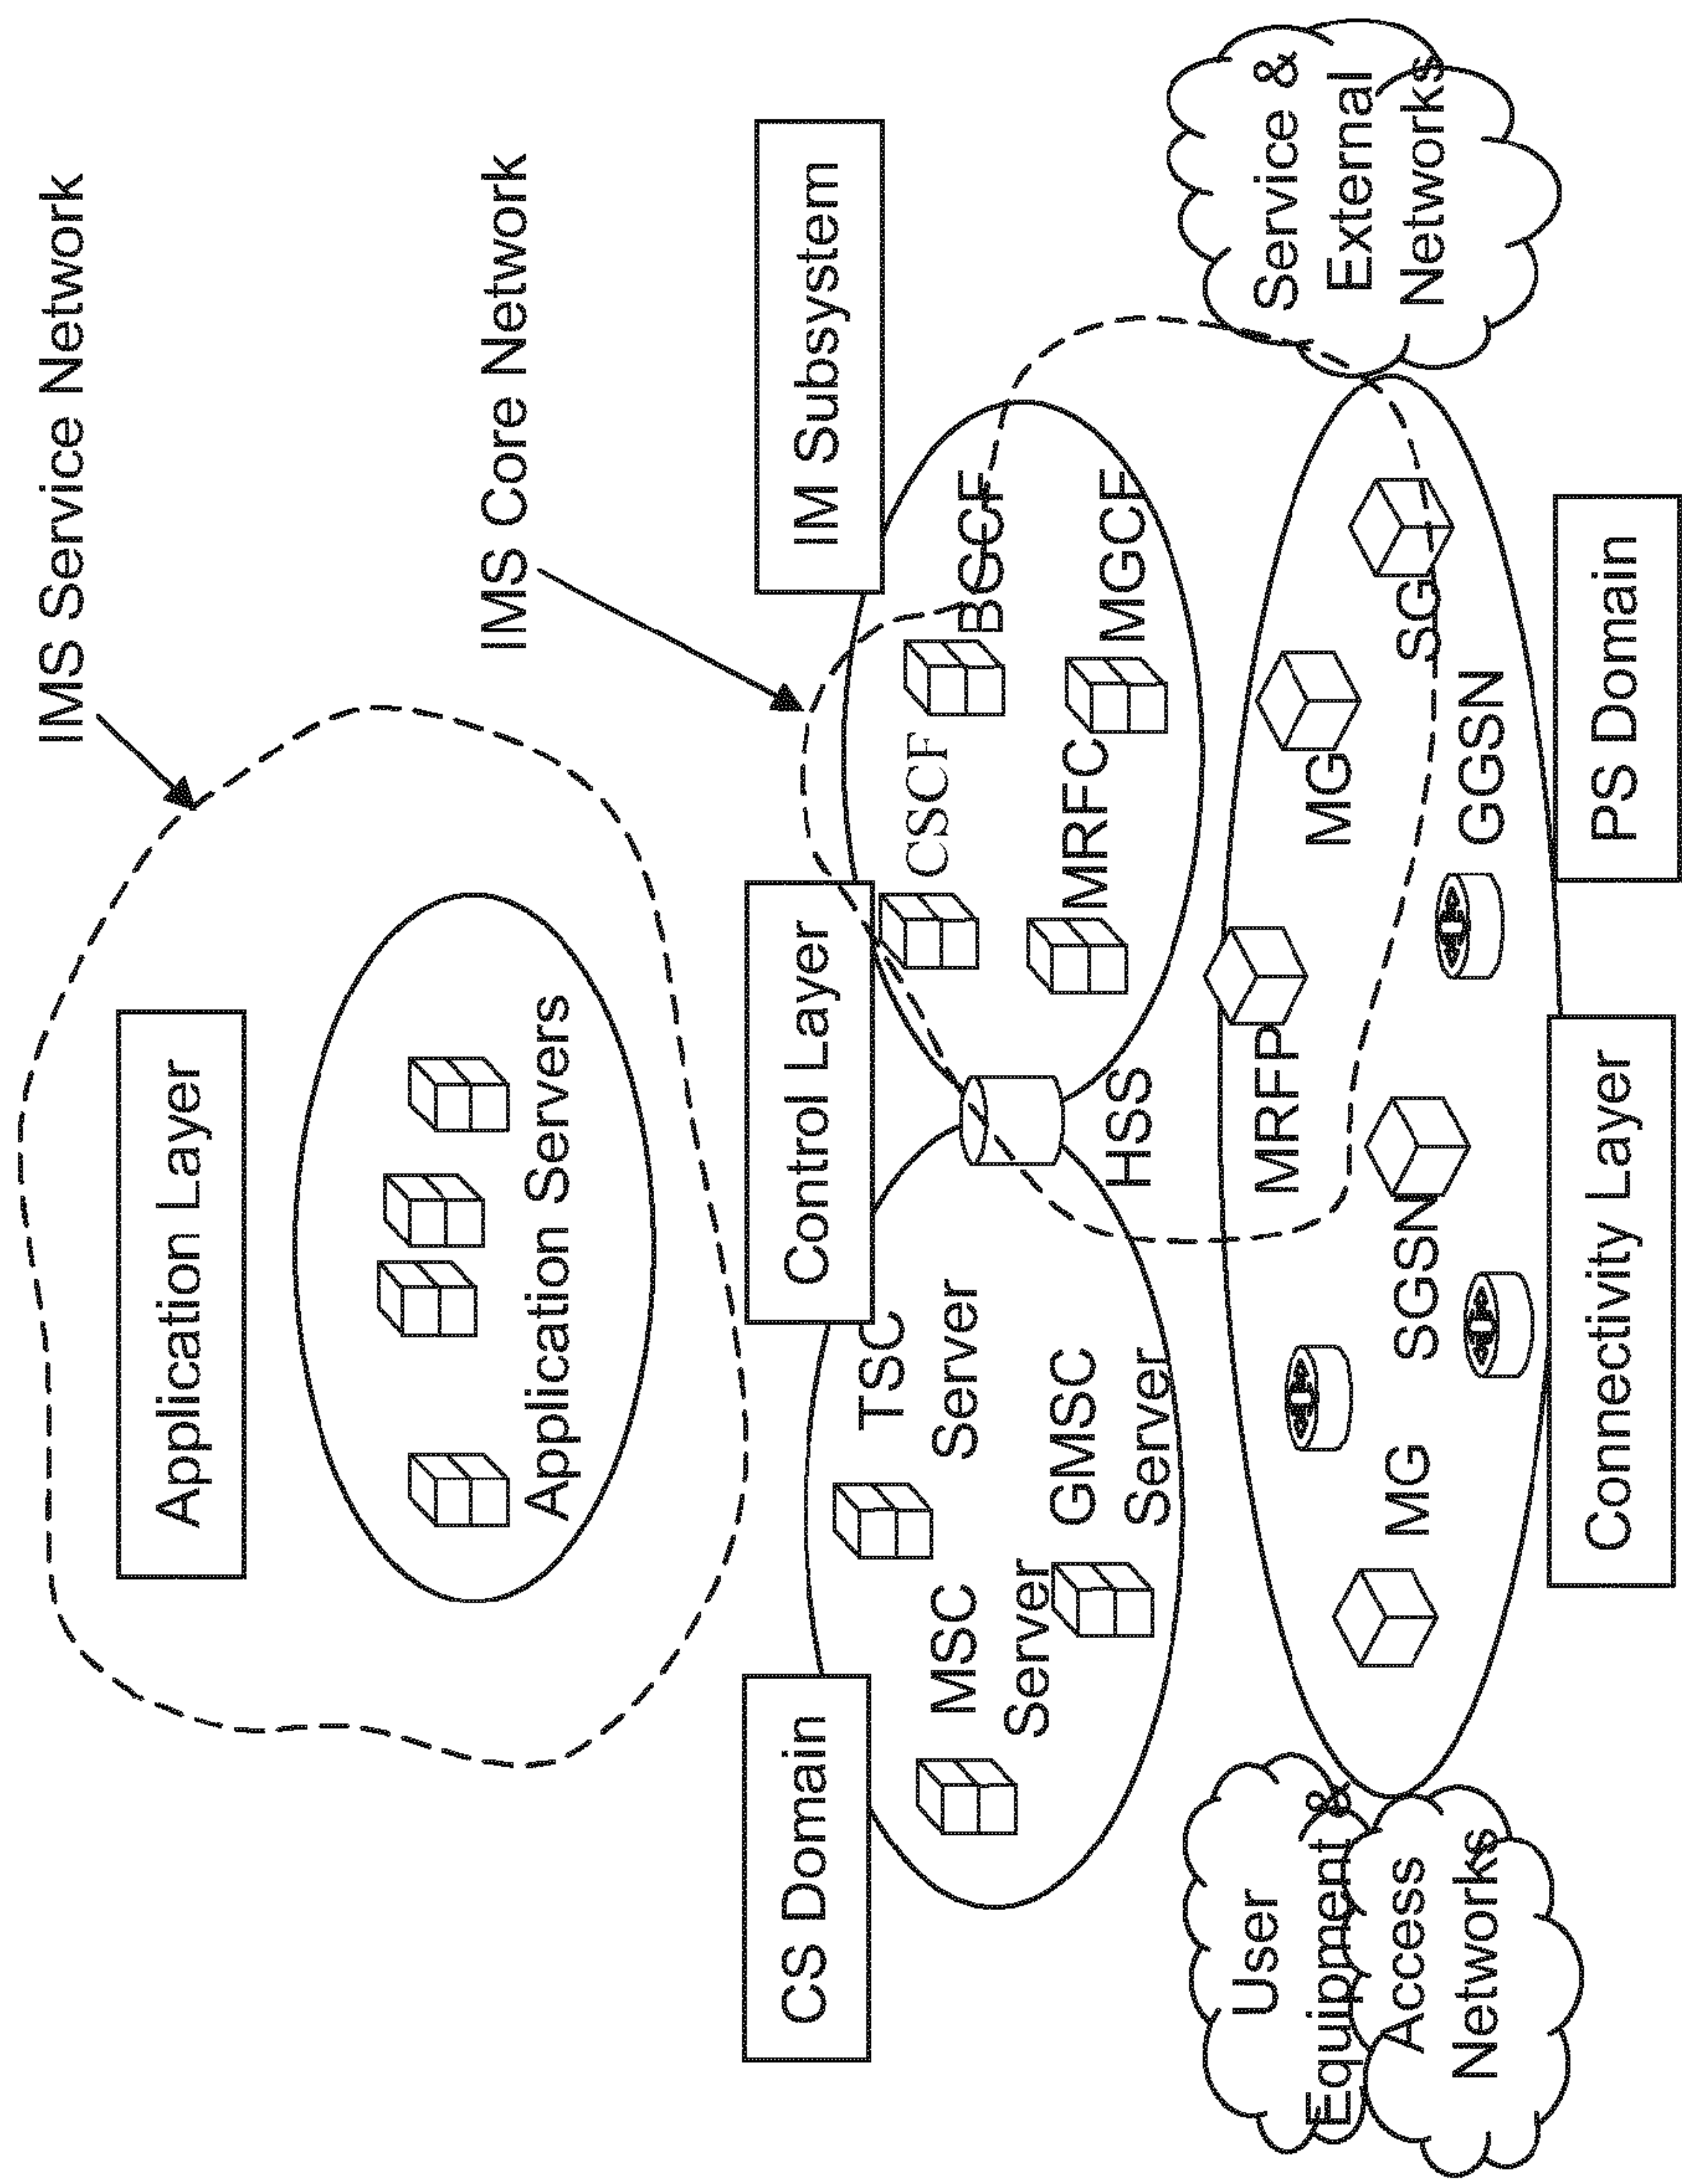 IMS Service Network
Application Layer
Application Servers
IMS Core Network
CS Domain
Control Layer
IM Subsystem
TSC
Server
MSC
Server
GMSC
Server
HSS
CSCF
BGCF
MRFC
MGCF
User
Equipment &
Access
Networks
Service &
External
Networks
MRFP
MG
SG
MG
SGSN
GGSN
Connectivity Layer
PS Domain